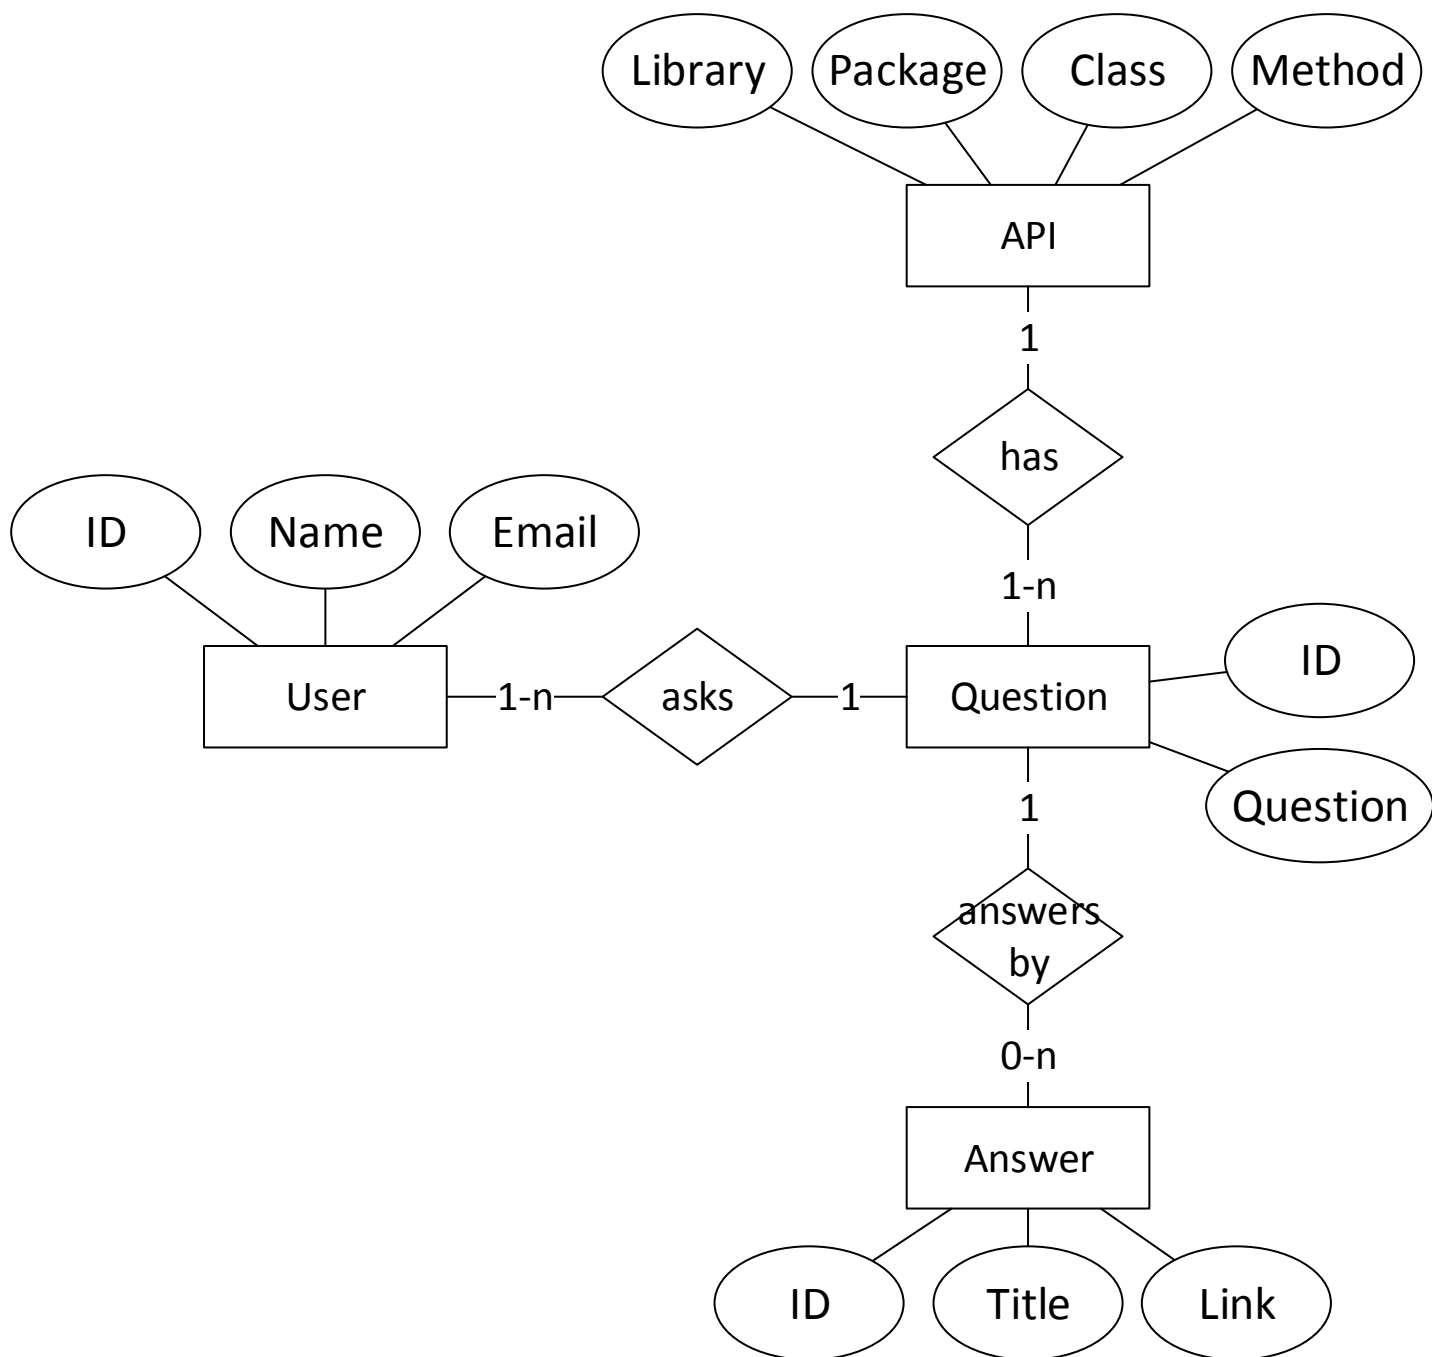 Library
Package
Class
Method
API
1
has
1-n
ID
Name
Email
User
1-n
asks
1
Question
ID
Question
1
answers
by
0-n
Answer
ID
Title
Link